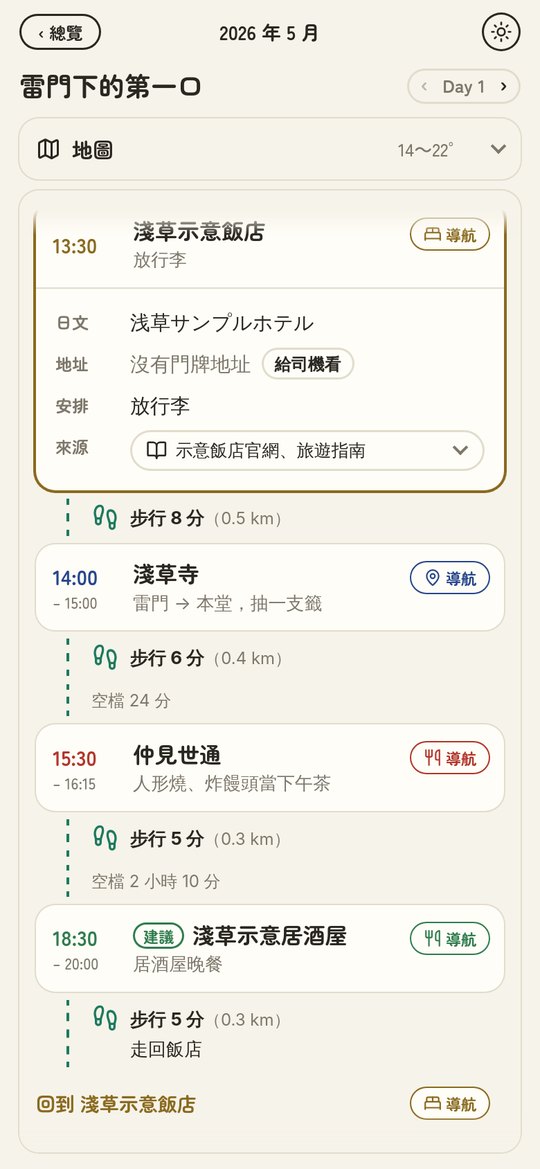 ‹ 總覽
2026 年 5 月
雷門下的第一口
‹ Day 1 ›
地圖
14～22°
13:30
淺草示意飯店
放行李
導航
日文
浅草サンプルホテル
地址
沒有門牌地址
給司機看
安排
放行李
來源
示意飯店官網、旅遊指南
步行 8 分（0.5 km）
14:00
– 15:00
淺草寺
雷門 → 本堂，抽一支籤
導航
步行 6 分（0.4 km）
空檔 24 分
15:30
– 16:15
仲見世通
人形燒、炸饅頭當下午茶
導航
步行 5 分（0.3 km）
空檔 2 小時 10 分
18:30
– 20:00
建議 淺草示意居酒屋
居酒屋晚餐
導航
步行 5 分（0.3 km）
走回飯店
回到 淺草示意飯店
導航